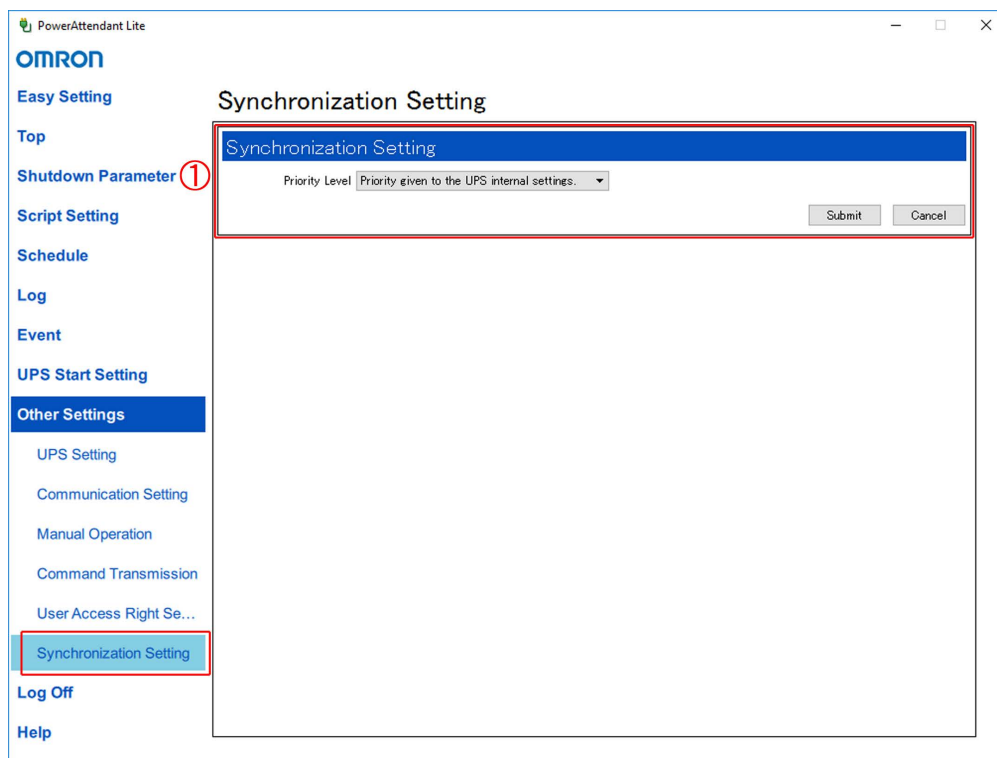 PowerAttendant Lite
OMRON
Easy Setting
Top
Shutdown Parameter
Script Setting
Schedule
Log
Event
UPS Start Setting
Other Settings
UPS Setting
Communication Setting
Manual Operation
Command Transmission
User Access Right Se...
Synchronization Setting
Log Off
Help
Synchronization Setting
①
Synchronization Setting
Priority Level Priority given to the UPS internal settings.
Submit Cancel